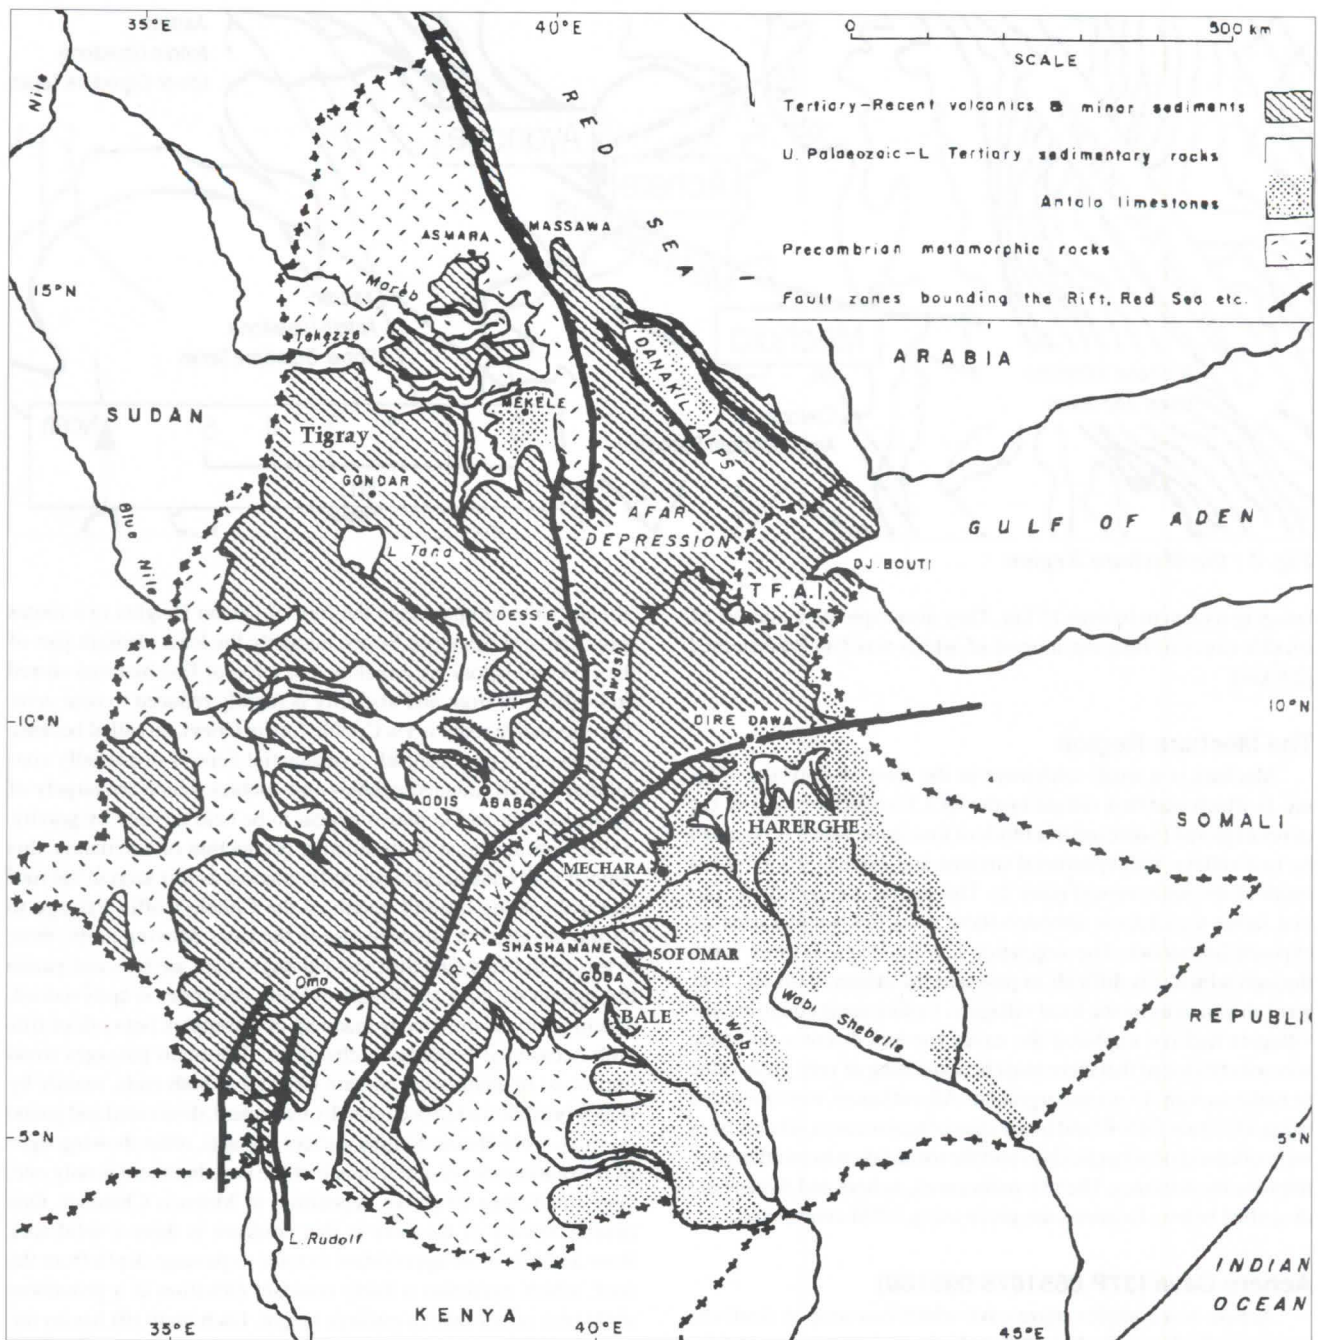 35°E
40°E
0
500 km
SCALE
Tertiary-Recent volcanics & minor sediments
U. Palaeozoic-L Tertiary sedimentary rocks
Antalo limestones
Precambrian metamorphic rocks
Fault zones bounding the Rift, Red Sea etc.
Nile
RED SEA
MASSAWA
ASMARA
15°N
Mareb
Takezze
ARABIA
DANAKIL ALPS
SUDAN
MEKELE
Tigray
GONDAR
AFAR
DEPRESSION
GULF OF ADEN
Blue Nile
L Tana
DJ. BOUTI
T.F.A.I.
DESSIE
Awash
10°N
DIRE DAWA
10°N
ADDIS ABABA
SOMALI
HARERGHE
RIFT VALLEY
MECHARA
SHASHAMANE
SOFOMAR
GOBA
Omo
BALE
Wabi Shebelle
REPUBLI
Web
5°N
5°N
L.Rudolf
INDIAN
OCEAN
KENYA
35°E
40°E
45°E